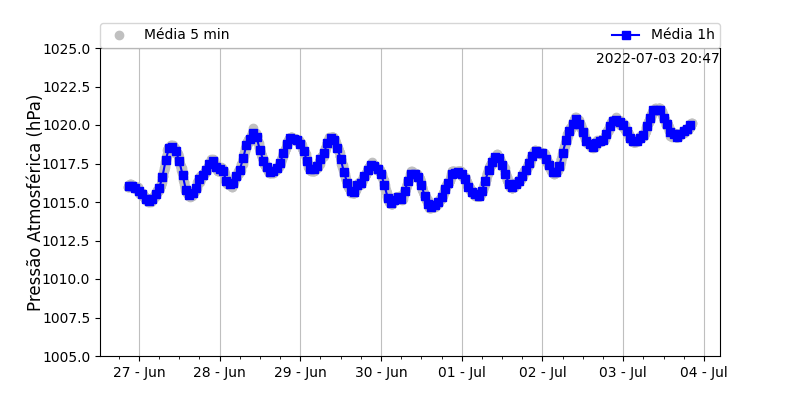 Média 5 min
Média 1h
2022-07-03 20:47
Pressão Atmosférica (hPa)
1025.0
1022.5
1020.0
1017.5
1015.0
1012.5
1010.0
1007.5
1005.0
27 - Jun
28 - Jun
29 - Jun
30 - Jun
01 - Jul
02 - Jul
03 - Jul
04 - Jul